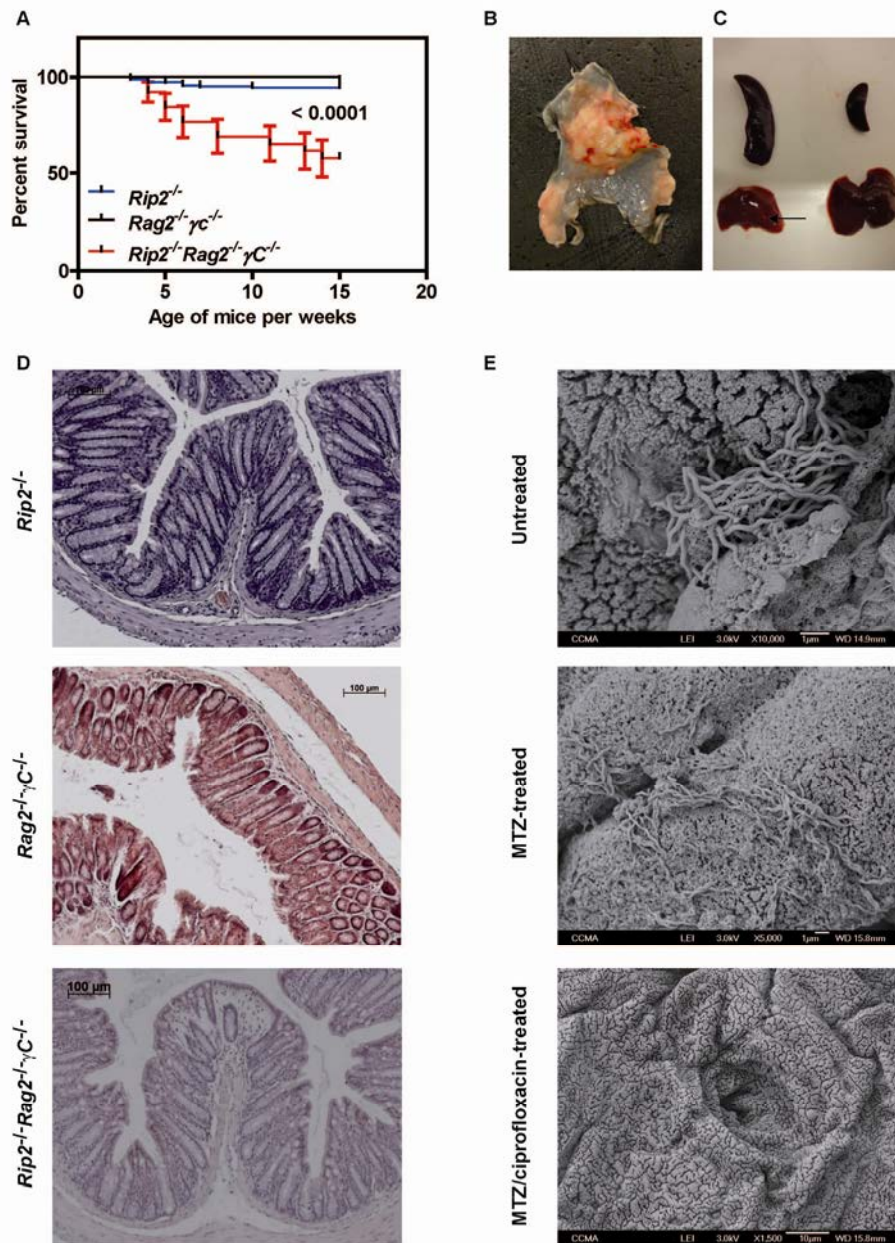 A
Percent survival
100
50
0
< 0.0001
Rip2-/-
Rag2-/-γc-/-
Rip2-/-Rag2-/-γC-/-
0
5
10
15
20
Age of mice per weeks
B
C
D
Rip2-/-
Rag2-/-γC-/-
100 µm
Rip2-/-Rag2-/-γC-/-
100 µm
E
Untreated
CCMA LEI 3.0kV X10,000 1µm WD 14.9mm
MTZ-treated
CCMA LEI 3.0kV X5,000 1µm WD 15.8mm
MTZ/ciprofloxacin-treated
CCMA LEI 3.0kV X1,500 10µm WD 15.8mm